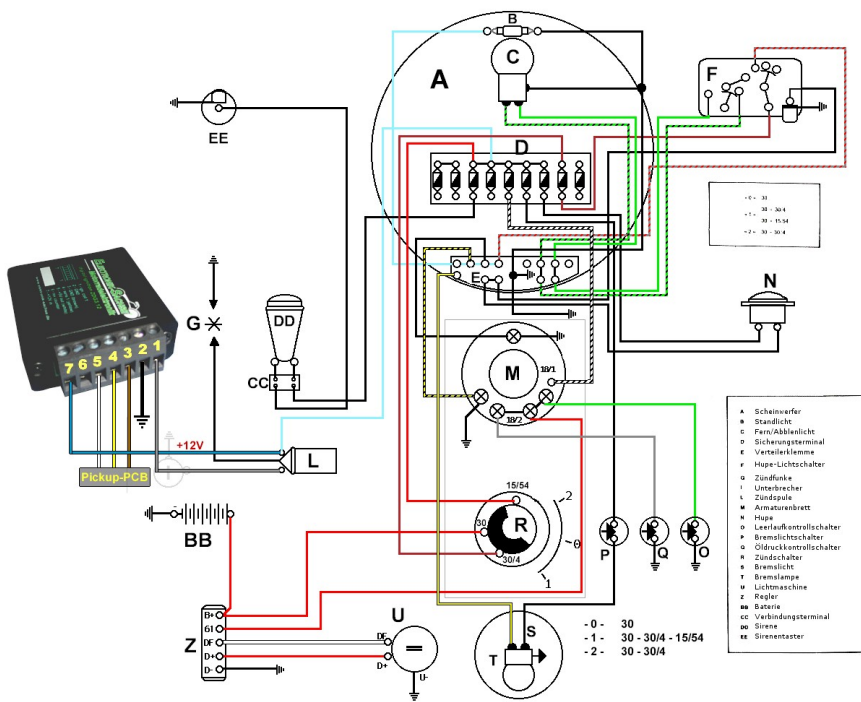 B
C
A
F
EE
D
- 0 - 30
30 - 30/4
- 1 -
30 - 15/54
- 2 - 30 - 30/4
E
N
G
DD
M
18/1
7 6 5 4 3 2 1
CC
18/2
+12V
L
Pickup-PCB
I
15/54
2
30
R
0
30/4
1
BB
P
Q
O
A Scheinwerfer
B Standlicht
C Fern/Abblenlicht
D Sicherungsterminal
E Verteilerklemme
F Hupe-Lichtschalter
G Zündfunke
I Unterbrecher
L Zündspule
M Armaturenbrett
N Hupe
O Leerlaufkontrollschalter
P Bremslichtschalter
Q Öldruckkontrollschalter
R Zündschalter
S Bremslicht
T Bremslampe
U Lichtmaschine
Z Regler
BB Baterie
CC Verbindungsterminal
DD Sirene
EE Sirenentaster
B+
61
DF
D+
D-
Z
U
DF
D+
U-
S
T
- 0 - 30
- 1 - 30 - 30/4 - 15/54
- 2 - 30 - 30/4